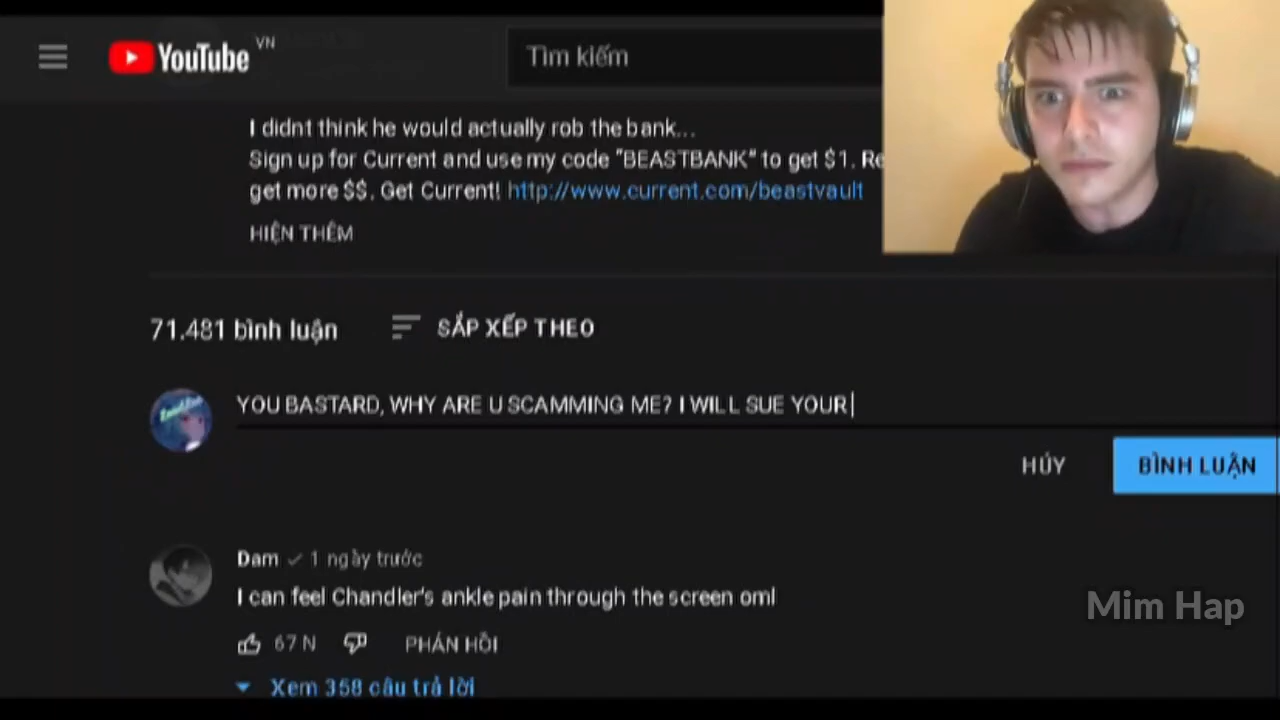 YouTube VN
Tìm kiếm
I didnt think he would actually rob the bank...
Sign up for Current and use my code "BEASTBANK" to get $1. Re
get more $$. Get Current! http://www.current.com/beastvault
HIỆN THÊM
71.481 bình luận
SẮP XẾP THEO
YOU BASTARD, WHY ARE U SCAMMING ME? I WILL SUE YOUR
HỦY
BÌNH LUẬN
Dam 1 ngày trước
I can feel Chandler's ankle pain through the screen oml
67 N
PHẢN HỒI
Xem 358 câu trả lời
Mim Hap